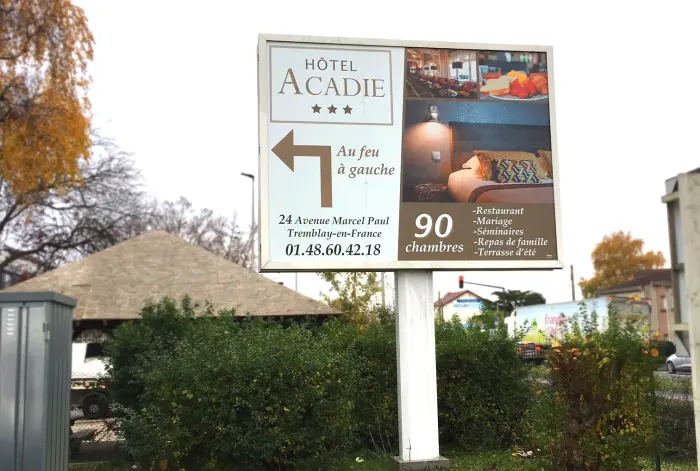 HÔTEL
ACADIE
Au feu
à gauche
24 Avenue Marcel Paul
Tremblay-en-France
01.48.60.42.18
90
chambres
-Restaurant
-Mariage
-Séminaires
-Repas de famille
-Terrasse d'été